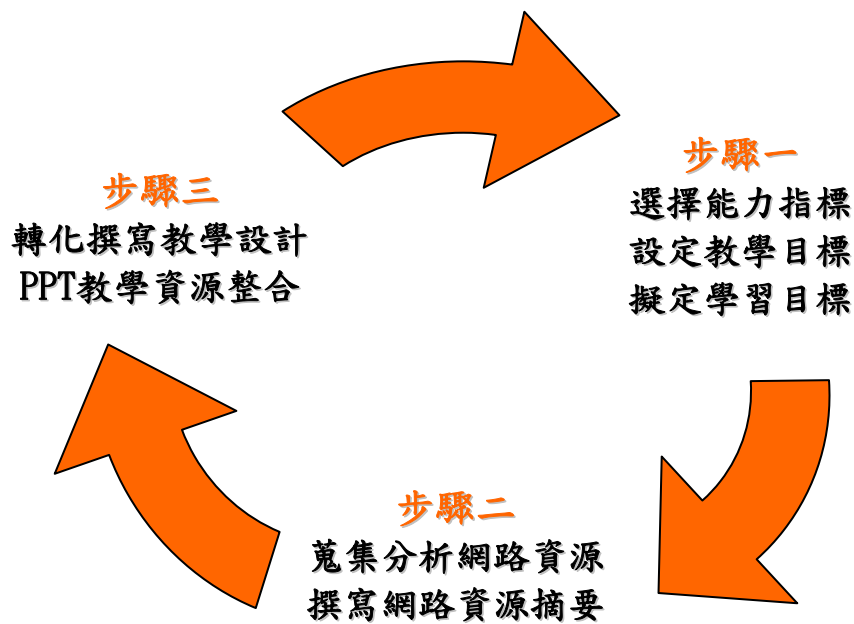 步驟一
選擇能力指標
設定教學目標
擬定學習目標
步驟二
蒐集分析網路資源
撰寫網路資源摘要
步驟三
轉化撰寫教學設計
PPT教學資源整合